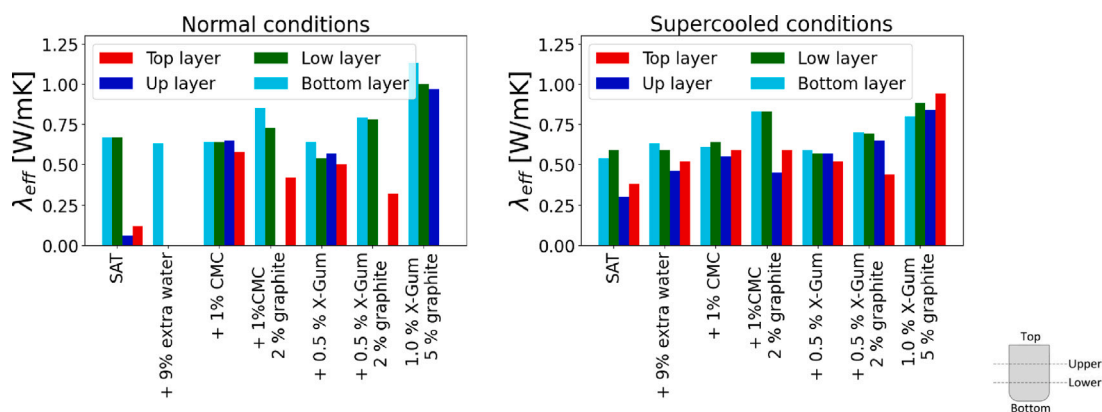 Normal conditions
λeff [W/mK]
1.25
1.00
0.75
0.50
0.25
0.00
Top layer
Up layer
Low layer
Bottom layer
SAT
+ 9% extra water
+ 1% CMC
+ 1%CMC
2 % graphite
+ 0.5 % X-Gum
+ 0.5 % X-Gum
2 % graphite
1.0 % X-Gum
5 % graphite
Supercooled conditions
λeff [W/mK]
1.25
1.00
0.75
0.50
0.25
0.00
Top layer
Up layer
Low layer
Bottom layer
SAT
+ 9% extra water
+ 1% CMC
+ 1%CMC
2 % graphite
+ 0.5 % X-Gum
+ 0.5 % X-Gum
2 % graphite
1.0 % X-Gum
5 % graphite
Top
Upper
Lower
Bottom